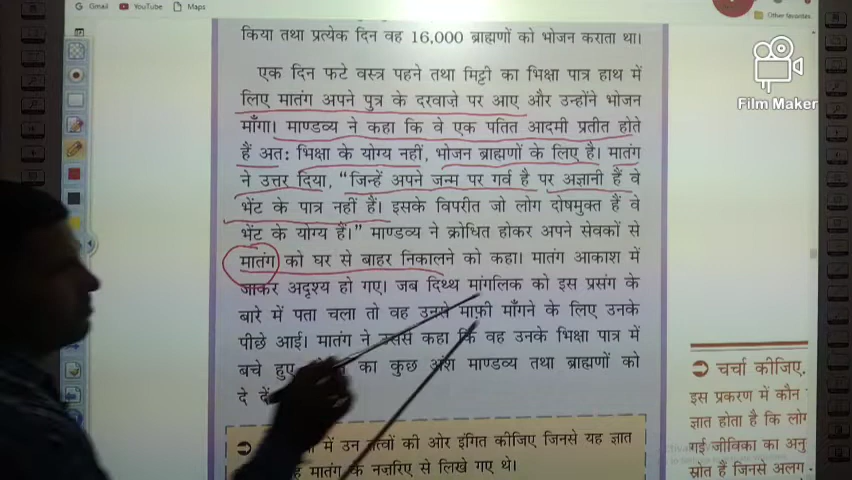 Gmail YouTube Maps
Other favorites
Film Maker
किया तथा प्रत्येक दिन वह 16,000 ब्राह्मणों को भोजन कराता था।
एक दिन फटे वस्त्र पहने तथा मिट्टी का भिक्षा पात्र हाथ में
लिए मातंग अपने पुत्र के दरवाज़े पर आए और उन्होंने भोजन
माँगा। माण्डव्य ने कहा कि वे एक पतित आदमी प्रतीत होते
हैं अत: भिक्षा के योग्य नहीं, भोजन ब्राह्मणों के लिए है। मातंग
ने उत्तर दिया, “जिन्हें अपने जन्म पर गर्व है पर अज्ञानी हैं वे
भेंट के पात्र नहीं हैं। इसके विपरीत जो लोग दोषमुक्त हैं वे
भेंट के योग्य हैं।” माण्डव्य ने क्रोधित होकर अपने सेवकों से
मातंग को घर से बाहर निकालने को कहा। मातंग आकाश में
जाकर अदृश्य हो गए। जब दिथ्थ मांगलिक को इस प्रसंग के
बारे में पता चला तो वह उनसे माफ़ी माँगने के लिए उनके
पीछे आई। मातंग ने उससे कहा कि वह उनके भिक्षा पात्र में
बचे हुए का कुछ अंश माण्डव्य तथा ब्राह्मणों को
दे दें
में उन तत्वों की ओर इंगित कीजिए जिनसे यह ज्ञात
मातंग के नज़रिए से लिखे गए थे।
चर्चा कीजिए
इस प्रकरण में कौन
ज्ञात होता है कि लोग
गई जीविका का अनु
स्रोत हैं जिनसे अलग